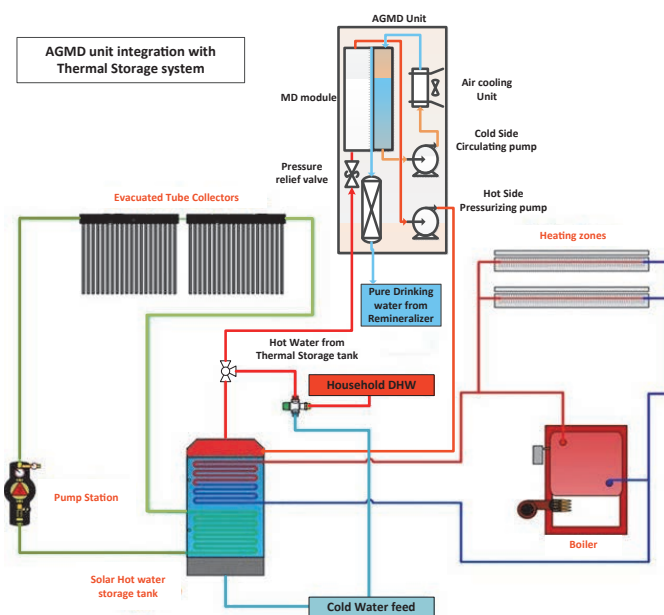 AGMD Unit
AGMD unit integration with
Thermal Storage system
MD module
Air cooling
Unit
Cold Side
Circulating pump
Pressure
relief valve
Evacuated Tube Collectors
Hot Side
Pressurizing pump
Heating zones
Pure Drinking
water from
Remineralizer
Hot Water from
Thermal Storage tank
Household DHW
Pump Station
Boiler
Solar Hot water
storage tank
Cold Water feed